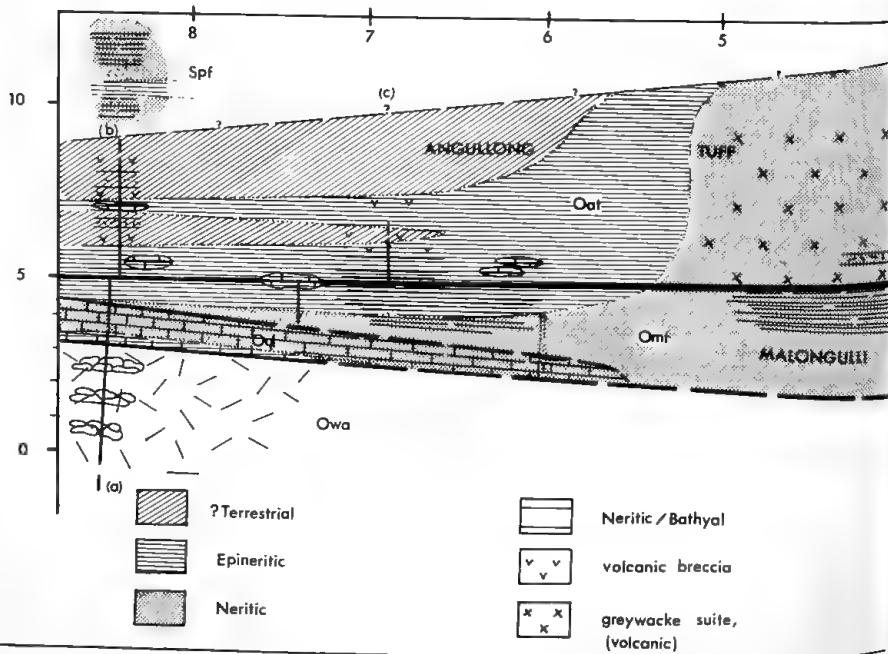 8 7 6 5
Spf
10
(c)
?
? ? ?
(b)
ANGULLONG TUFF
Oat
5
Omf
MALONGULLI
Owa
0
(a)
? Terrestrial
Epineritic
Neritic
Neritic / Bathyal
volcanic breccia
greywacke suite,
(volcanic)